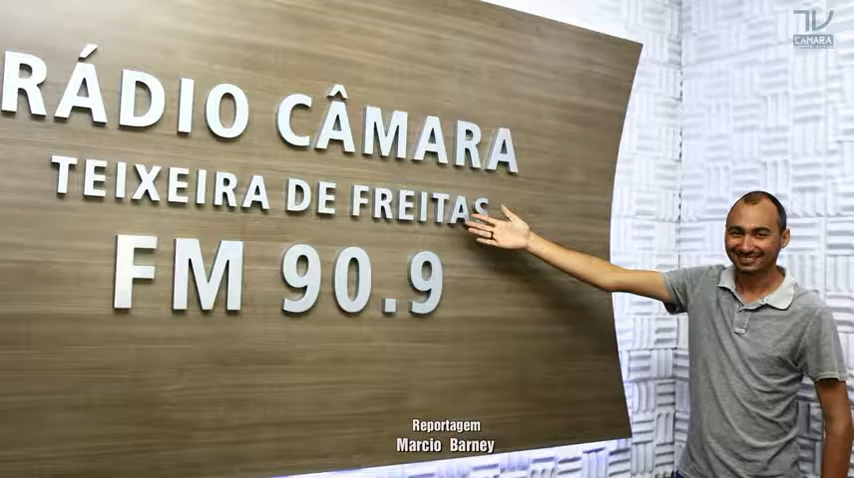 TV
CÂMARA
RÁDIO CÂMARA
TEIXEIRA DE FREITAS
FM 90.9
Reportagem
Marcio Barney